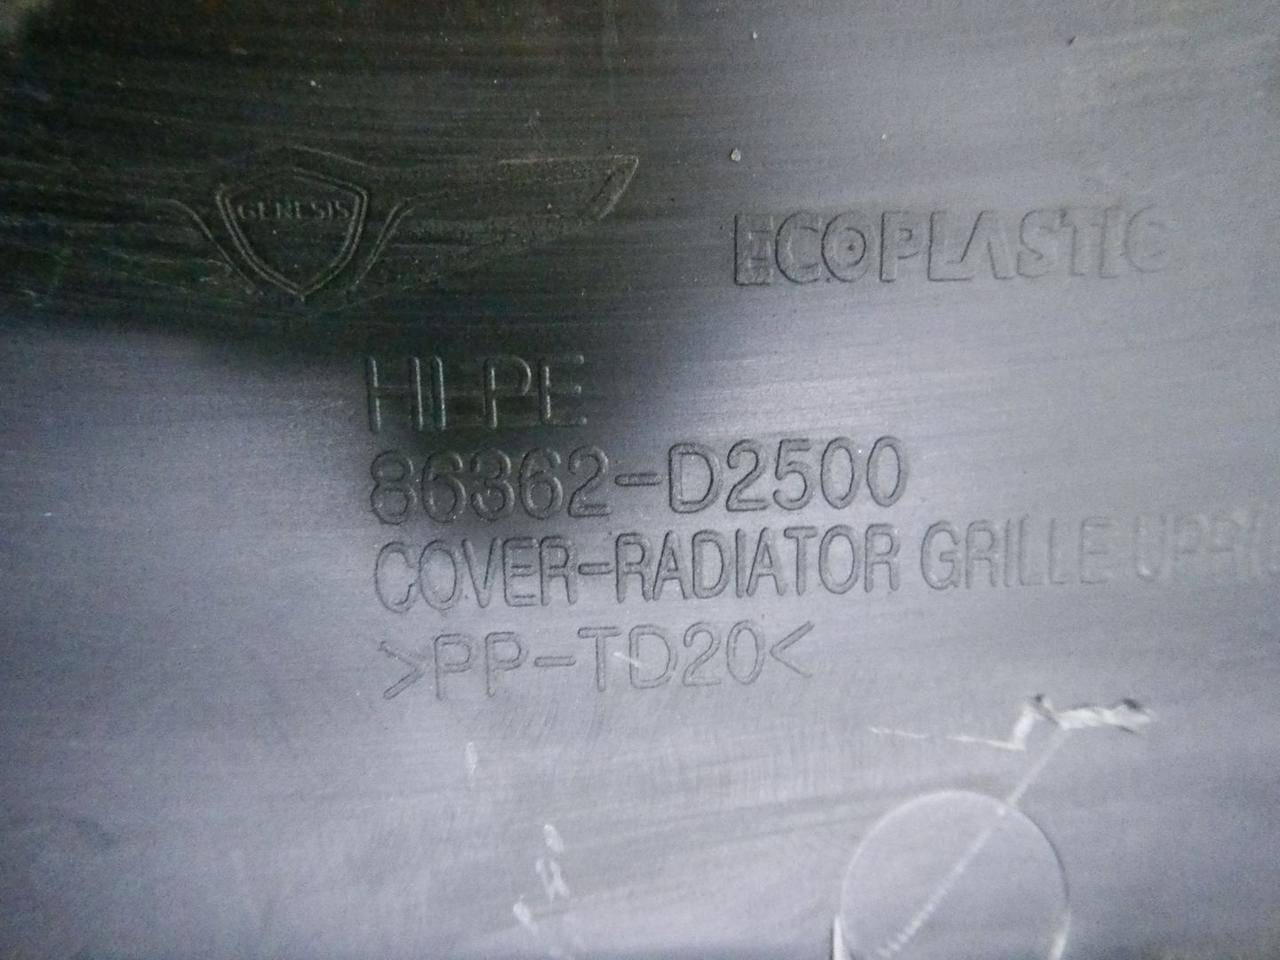 GENESIS
ECOPLASTIC
HI PE
86362-D2500
COVER-RADIATOR GRILLE
>PP-TD20<